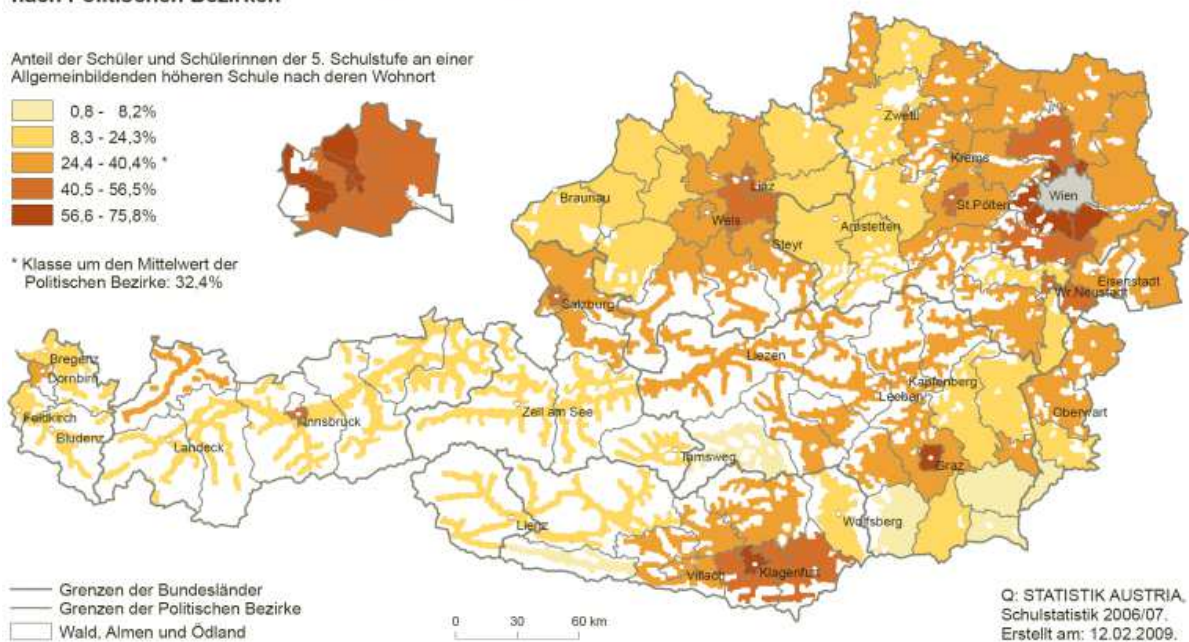 nach Politischen Bezirken
Anteil der Schüler und Schülerinnen der 5. Schulstufe an einer
Allgemeinbildenden höheren Schule nach deren Wohnort
0,8 - 8,2%
8,3 - 24,3%
24,4 - 40,4% *
40,5 - 56,5%
56,6 - 75,8%
* Klasse um den Mittelwert der
Politischen Bezirke: 32,4%
Zwettl
Krems
Linz
Wien
Braunau
St.Pölten
Wels
Amstetten
Steyr
Eisenstadt
Wr.Neustadt
Salzburg
Bregenz
Dornbirn
Liezen
Kapfenberg
Leoben
Feldkirch
Zell am See
Innsbruck
Oberwart
Bludenz
Landeck
Tamsweg
Graz
Lienz
Wolfsberg
Villach
Klagenfurt
Grenzen der Bundesländer
Grenzen der Politischen Bezirke
Wald, Almen und Ödland
0 30 60 km
Q: STATISTIK AUSTRIA,
Schulstatistik 2006/07.
Erstellt am: 12.02.2009.